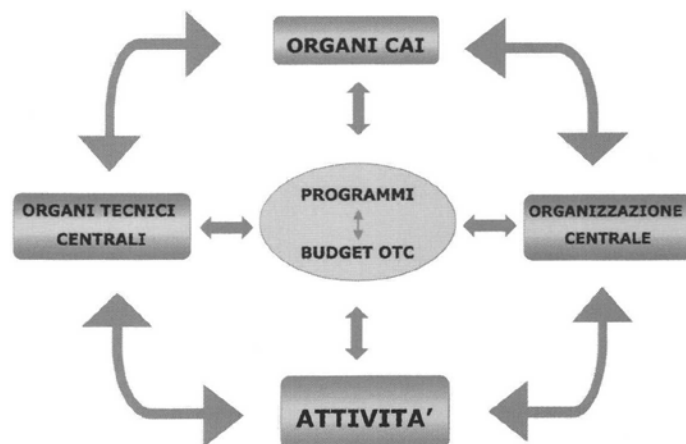 ORGANI CAI
ORGANI TECNICI
CENTRALI
PROGRAMMI
BUDGET OTC
ORGANIZZAZIONE
CENTRALE
ATTIVITA’